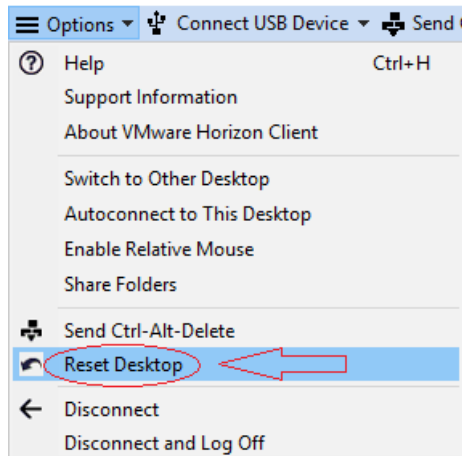 Options Connect USB Device Send
Help Ctrl+H
Support Information
About VMware Horizon Client
Switch to Other Desktop
Autoconnect to This Desktop
Enable Relative Mouse
Share Folders
Send Ctrl-Alt-Delete
Reset Desktop
Disconnect
Disconnect and Log Off